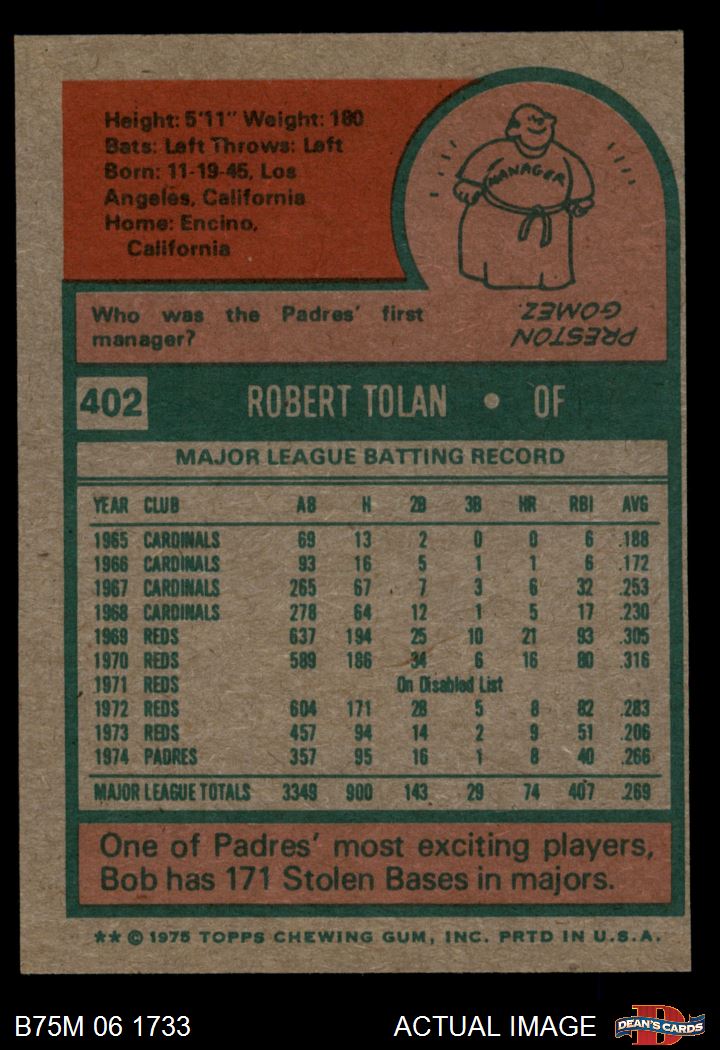 Height: 5'11" Weight: 180
Bats: Left Throws: Left
Born: 11-19-45, Los
Angeles, California
Home: Encino,
California
MANAGER
Who was the Padres' first
manager?
PRESTON
GOMEZ
402 ROBERT TOLAN • OF
MAJOR LEAGUE BATTING RECORD
YEAR CLUB AB H 2B 3B HR RBI AVG
1965 CARDINALS 69 13 2 0 0 6 .188
1966 CARDINALS 93 16 5 1 1 6 .172
1967 CARDINALS 265 67 7 3 6 32 .253
1968 CARDINALS 278 64 12 1 5 17 .230
1969 REDS 637 194 25 10 21 93 .305
1970 REDS 589 186 34 6 16 80 .316
1971 REDS On Disabled List
1972 REDS 604 171 28 5 8 82 .283
1973 REDS 457 94 14 2 9 51 .206
1974 PADRES 357 95 16 1 8 40 .266
MAJOR LEAGUE TOTALS 3349 900 143 29 74 407 .269
One of Padres' most exciting players,
Bob has 171 Stolen Bases in majors.
** © 1975 TOPPS CHEWING GUM, INC. PRTD IN U.S.A.
B75M 06 1733 ACTUAL IMAGE D DEAN'S CARDS